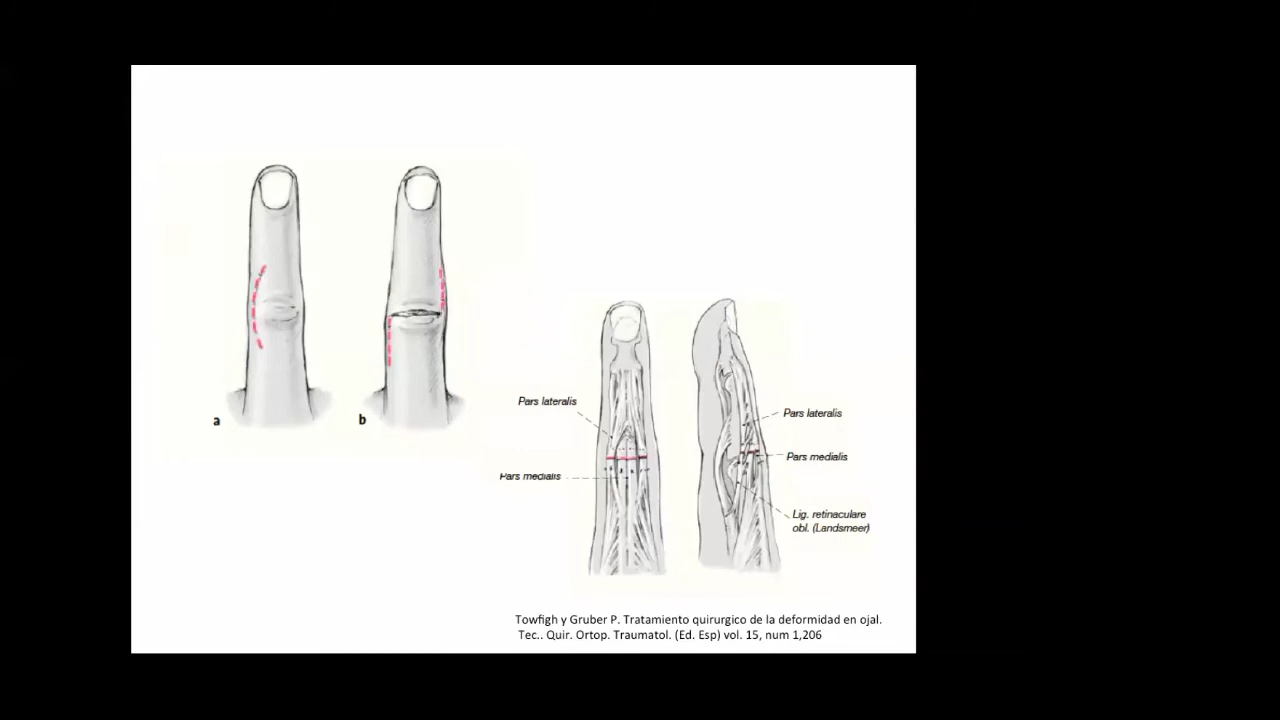 a
b
Pars lateralis
Pars medialis
Pars lateralis
Pars medialis
Lig. retinaculare
obl. (Landsmeer)
Towfigh y Gruber P. Tratamiento quirurgico de la deformidad en ojal.
Tec.. Quir. Ortop. Traumatol. (Ed. Esp) vol. 15, num 1,206